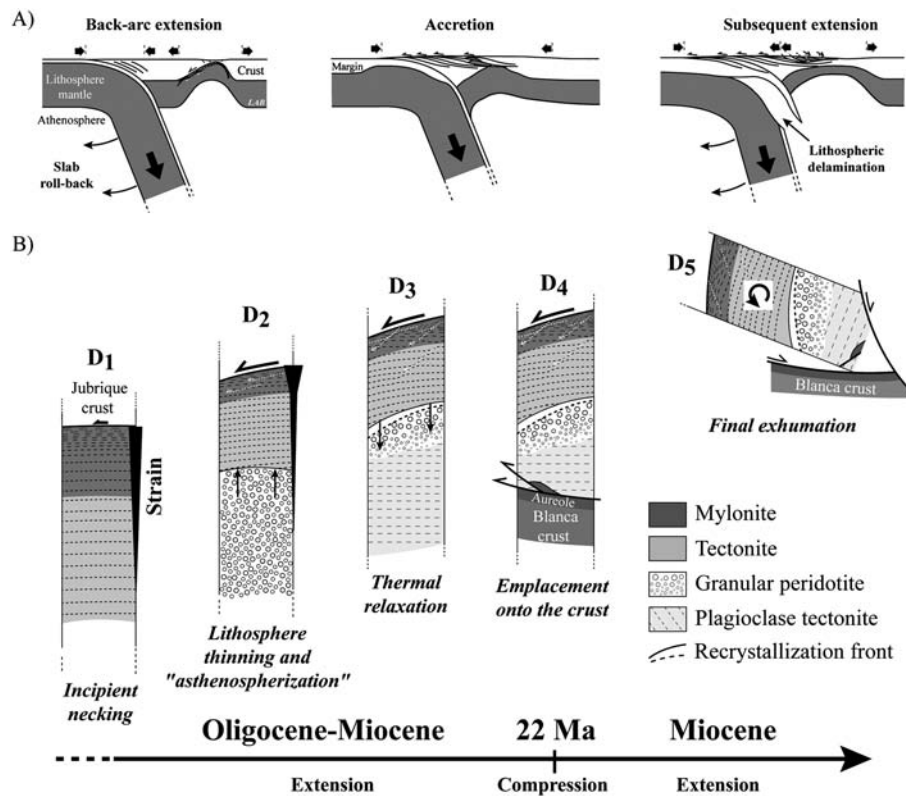 A)
Back-arc extension
Accretion
Subsequent extension
Lithosphere
mantle
Crust
LAB
Athenosphere
Slab
roll-back
Margin
Lithospheric
delamination
B)
D1
Jubrique
crust
Strain
Incipient
necking
D2
Lithosphere
thinning and
"asthenospherization"
D3
Thermal
relaxation
D4
Aureole
Blanca
crust
Emplacement
onto the crust
D5
Blanca crust
Final exhumation
Mylonite
Tectonite
Granular peridotite
Plagioclase tectonite
Recrystallization front
Oligocene-Miocene
22 Ma
Miocene
Extension
Compression
Extension